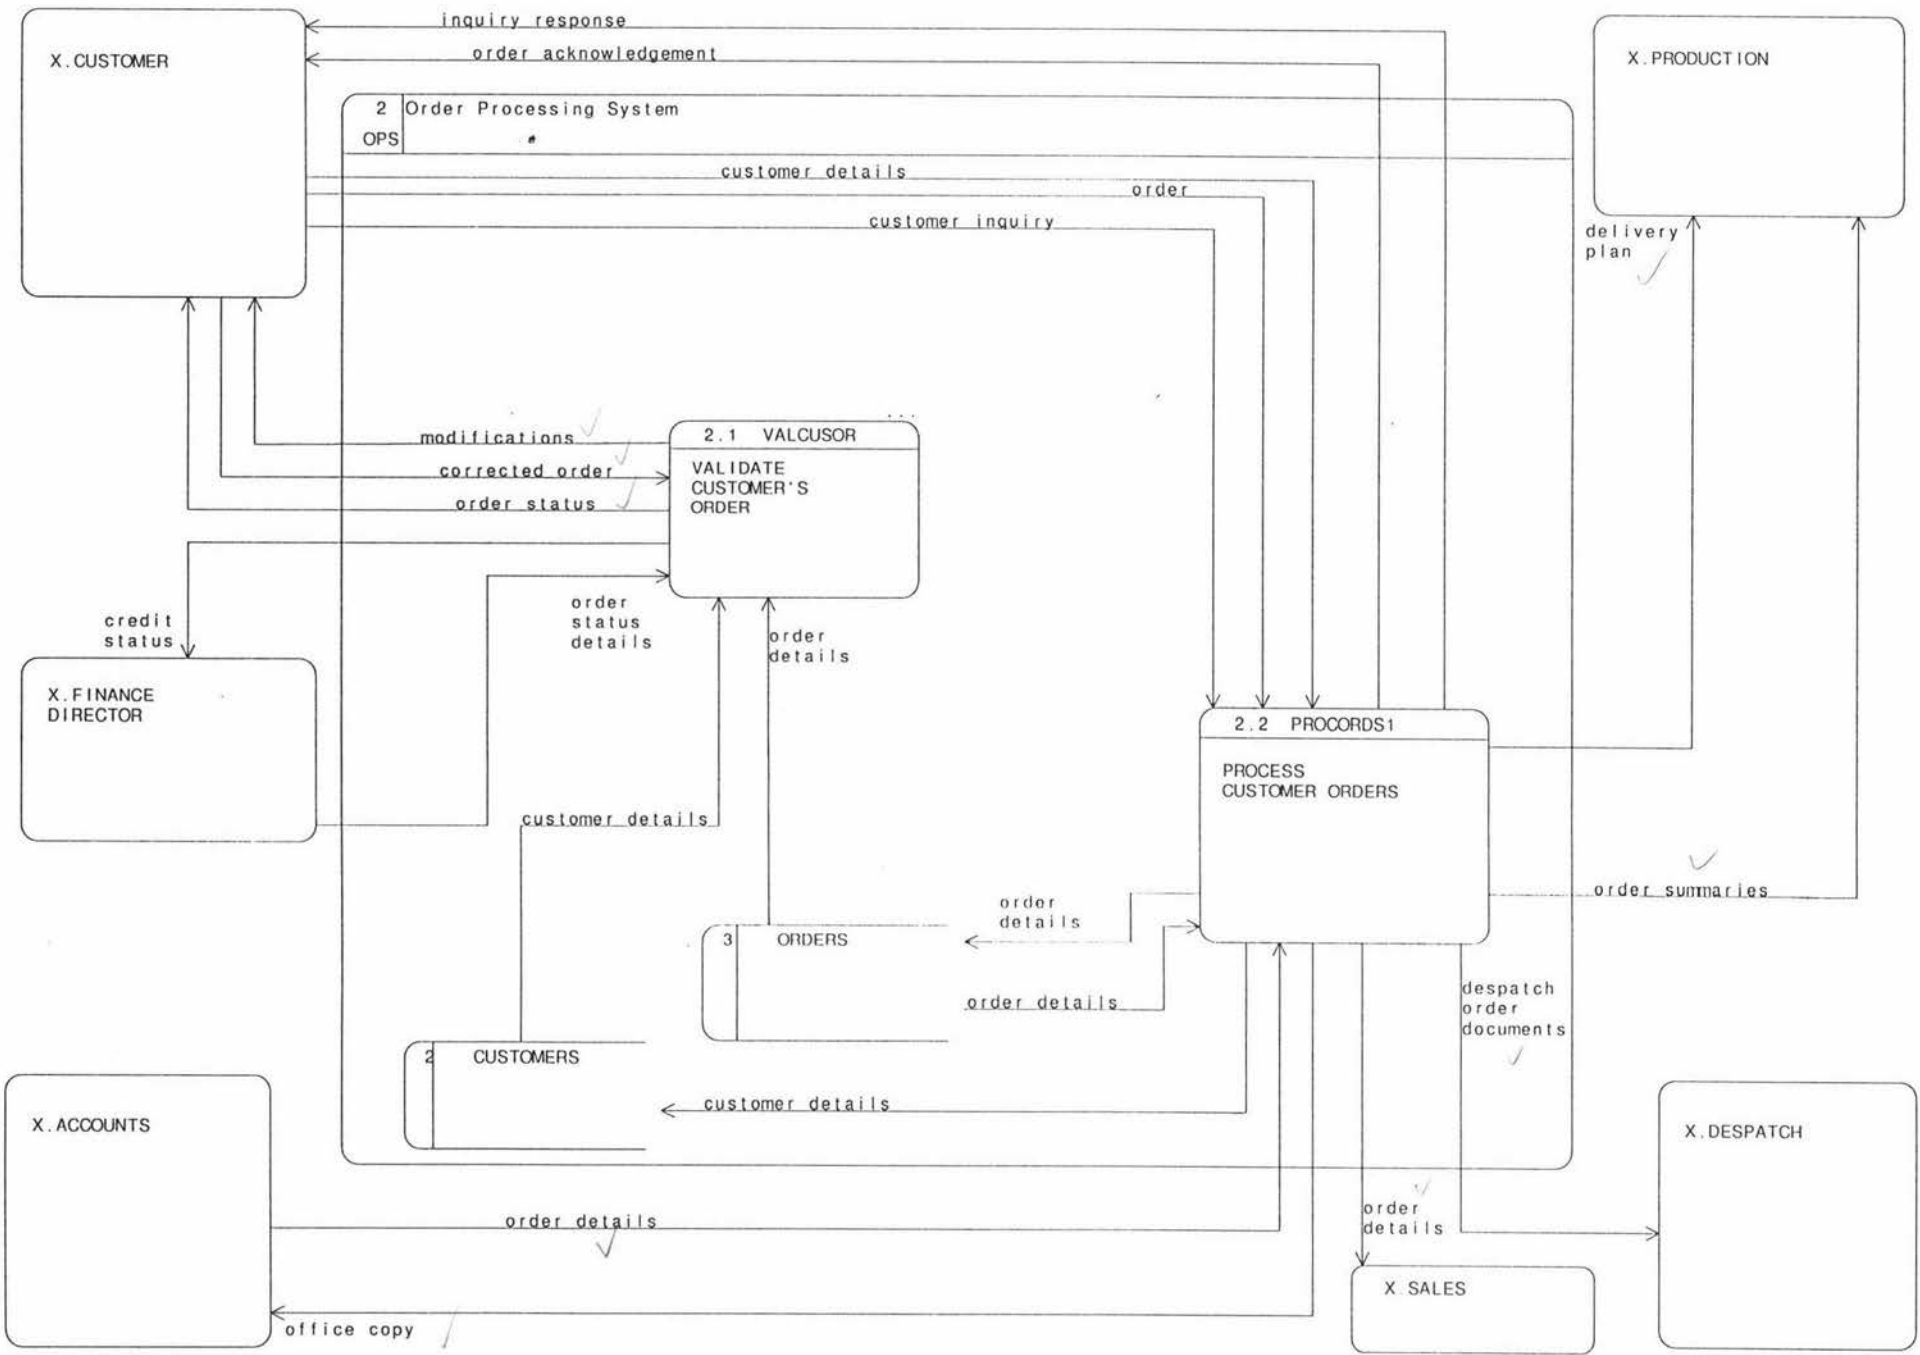 inquiry response
order acknowledgement
X.CUSTOMER
X.PRODUCTION
2 Order Processing System
OPS
customer details
order
customer inquiry
delivery
plan
modifications
corrected order
order status
2.1 VALCUSOR
VALIDATE
CUSTOMER'S
ORDER
credit
status
order
status
details
order
details
X.FINANCE
DIRECTOR
2.2 PROCORDS1
PROCESS
CUSTOMER ORDERS
customer details
order summaries
order
details
3 ORDERS
order details
despatch
order
documents
2 CUSTOMERS
customer details
X.ACCOUNTS
X.DESPATCH
order details
order
details
X.SALES
office copy